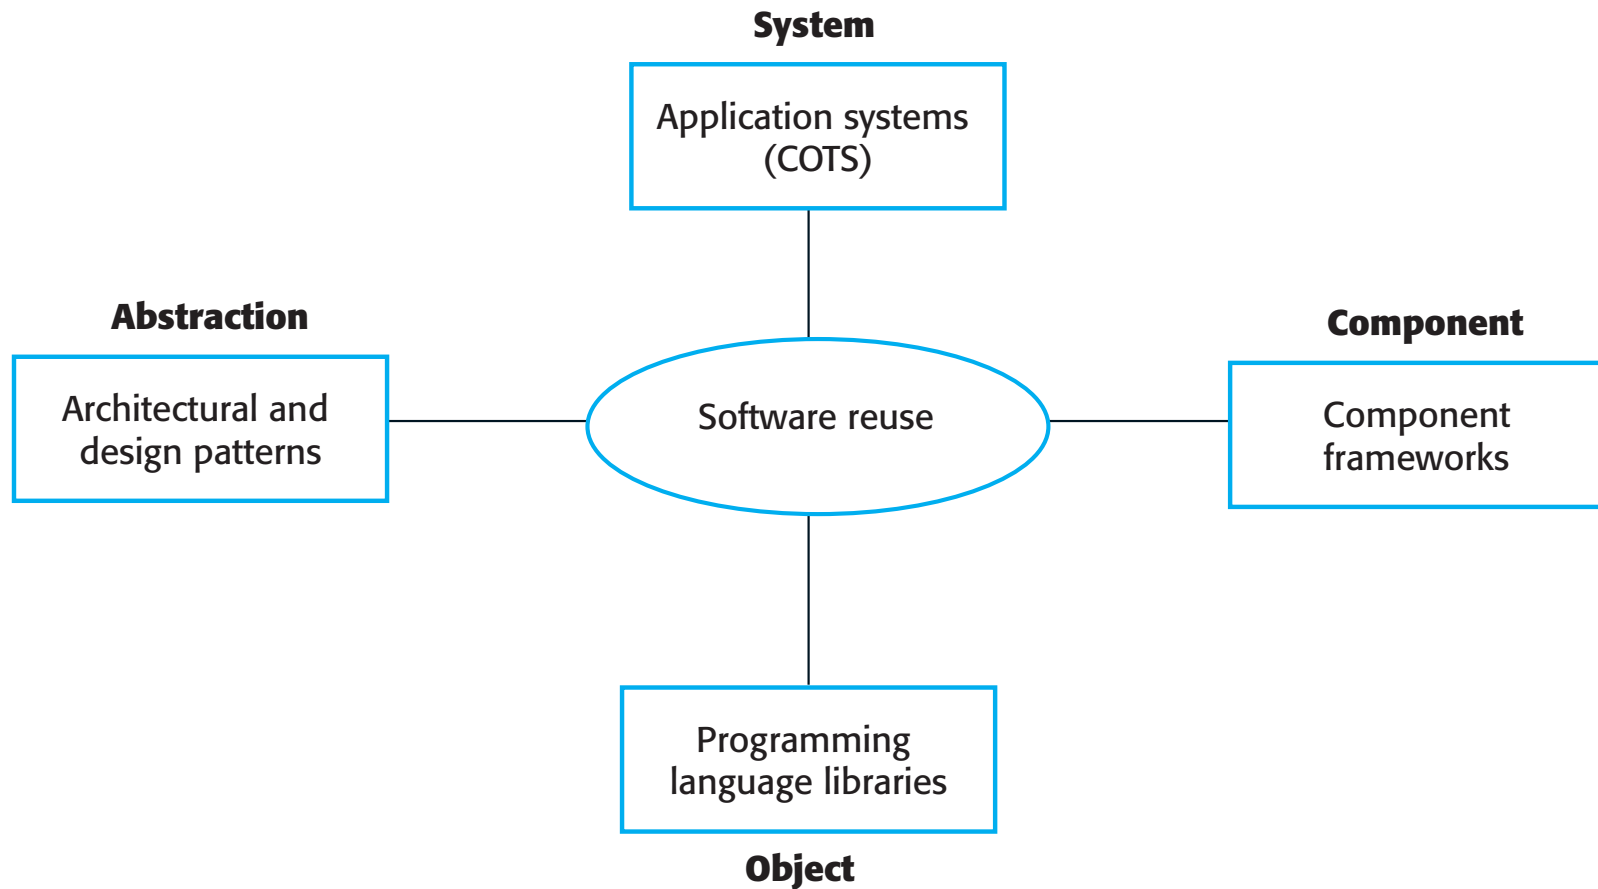 System
Application systems
(COTS)
Abstraction
Architectural and
design patterns
Software reuse
Component
Component
frameworks
Programming
language libraries
Object